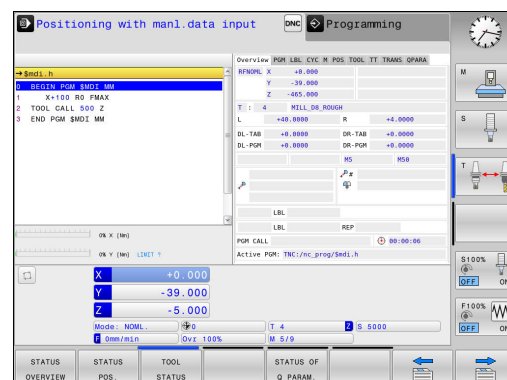 Positioning with manl.data input DNC Programming
Overview PGM LBL CYC M POS TOOL TT TRANS QPARA
→$mdi.h
0 BEGIN PGM $MDI MM
1 X+100 R0 FMAX
2 TOOL CALL 500 Z
3 END PGM $MDI MM
RFNOML X +0.000
Y -39.000
Z -465.000
T : 4 MILL_D8_ROUGH
L +40.0000 R +4.0000
DL-TAB +0.0000 DR-TAB +0.0000
DL-PGM +0.0000 DR-PGM +0.0000
M5 M50
P#
P
LBL
LBL REP
PGM CALL 00:00:06
Active PGM: TNC:/nc_prog/$mdi.h
0% X [Nm]
0% Y [Nm] LIMIT
X +0.000
Y -39.000
Z -5.000
Mode: NOML. 0 T 4 Z S 5000
F 0mm/min Ovr 100% M 5/9
M
S
T
S100%
OFF ON
F100%
OFF ON
STATUS OVERVIEW
STATUS POS.
TOOL STATUS
STATUS OF Q PARAM.